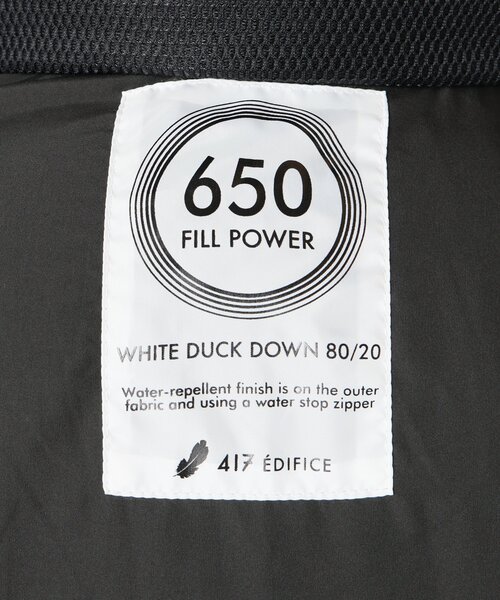 650
FILL POWER
WHITE DUCK DOWN 80/20
Water-repellent finish is on the outer
fabric and using a water stop zipper
417 ÉDIFICE